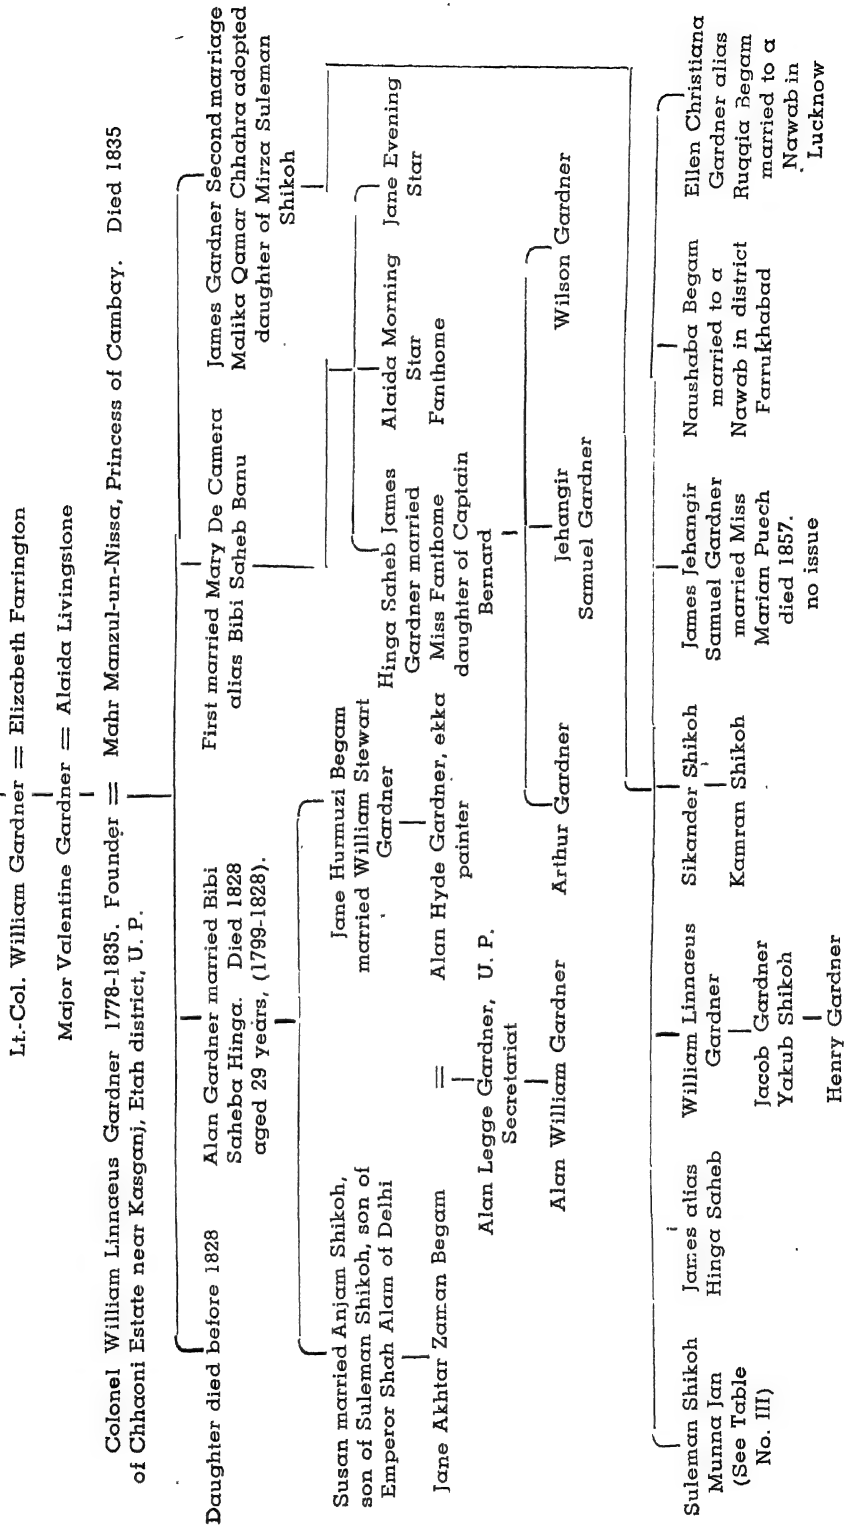 Lt.-Col. William Gardner = Elizabeth Farrington
Major Valentine Gardner = Alaida Livingstone
Colonel William Linnaeus Gardner 1778-1835. Founder = Mahr Manzul-un-Nissa, Princess of Cambay. Died 1835
of Chhaoni Estate near Kasganj, Etah district, U. P.
Daughter died before 1828
Alan Gardner married Bibi
Saheba Hinga. Died 1828
aged 29 years, (1799-1828).
First married Mary De Camera
alias Bibi Saheb Banu
James Gardner Second marriage
Malika Qamar Chhahra adopted
daughter of Mirza Suleman
Shikoh
Susan married Anjam Shikoh,
son of Suleman Shikoh, son of
Emperor Shah Alam of Delhi
Jane Hurmuzi Begam
married William Stewart
Gardner
Hinga Saheb James
Gardner married
Miss Fanthome
daughter of Captain
Bernard
Alaida Morning
Star
Fanthome
Jane Evening
Star
Jane Akhtar Zaman Begam
=
Alan Hyde Gardner, ekka
painter
Alan Legge Gardner, U. P.
Secretariat
Alan William Gardner
Arthur Gardner
Jehangir
Samuel Gardner
Wilson Gardner
Suleman Shikoh
Munna Jan
(See Table
No. III)
James alias
Hinga Saheb
William Linnaeus
Gardner
Jacob Gardner
Yakub Shikoh
Henry Gardner
Sikander Shikoh
Kamran Shikoh
James Jehangir
Samuel Gardner
married Miss
Marian Puech
died 1857.
no issue
Naushaba Begam
married to a
Nawab in district
Farrukhabad
Ellen Christiana
Gardner alias
Ruqqia Begam
married to a
Nawab in
Lucknow